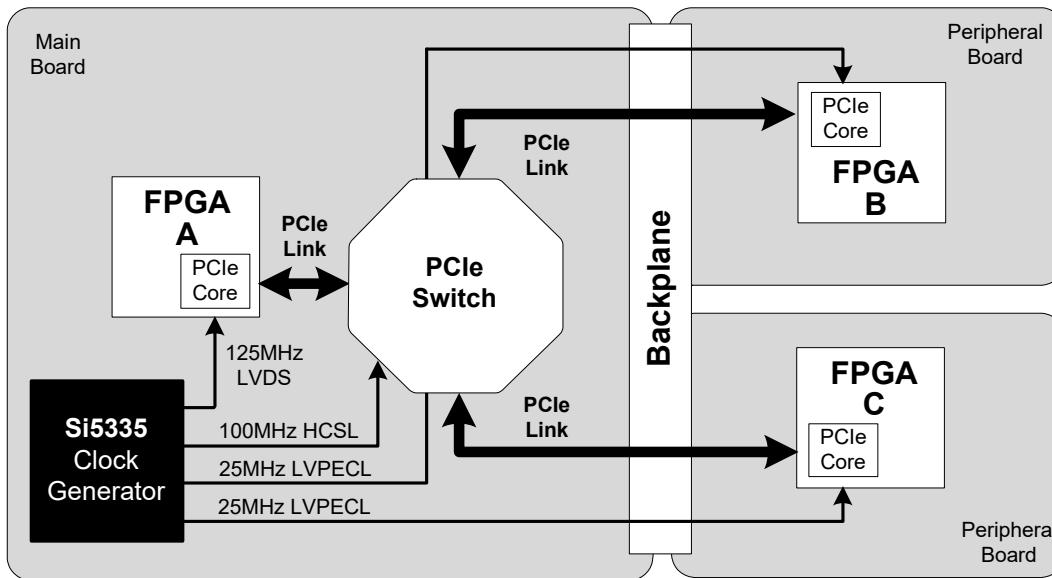 Main
Board
Peripheral
Board
PCIe
Core
FPGA
B
PCIe
Link
FPGA
A
PCIe
Core
PCIe
Link
PCIe
Switch
Backplane
125MHz
LVDS
Si5335
Clock
Generator
100MHz HCSL
25MHz LVPECL
25MHz LVPECL
PCIe
Link
FPGA
C
PCIe
Core
Periphera
Board